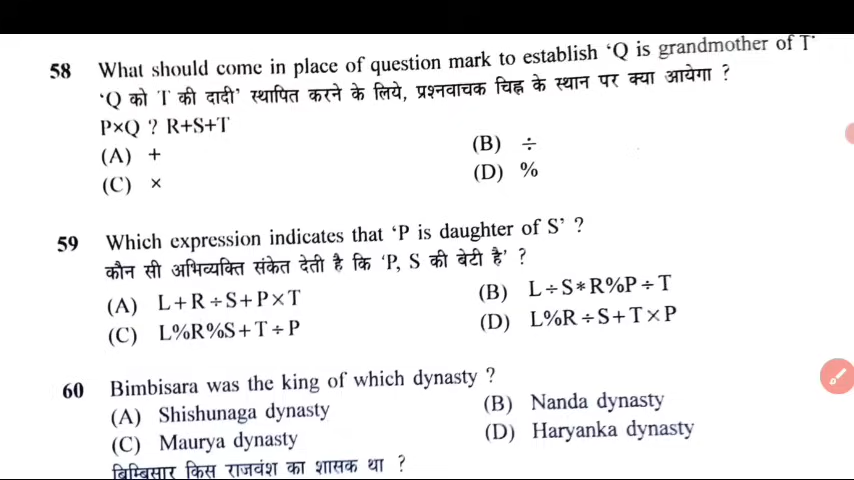 58 What should come in place of question mark to establish ‘Q is grandmother of T’
‘Q को T की दादी’ स्थापित करने के लिये, प्रश्नवाचक चिह्न के स्थान पर क्या आयेगा ?
P×Q ? R+S+T
(A) + (B) ÷
(C) × (D) %
59 Which expression indicates that ‘P is daughter of S’ ?
कौन सी अभिव्यक्ति संकेत देती है कि ‘P, S की बेटी है’ ?
(A) L+R÷S+P×T (B) L÷S*R%P÷T
(C) L%R%S+T÷P (D) L%R÷S+T×P
60 Bimbisara was the king of which dynasty ?
(A) Shishunaga dynasty (B) Nanda dynasty
(C) Maurya dynasty (D) Haryanka dynasty
बिम्बिसार किस राजवंश का शासक था ?